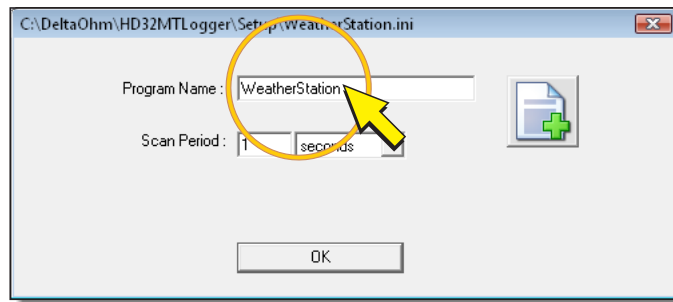 C:\DeltaOhm\HD32MTLogger\Setup\WeatherStation.ini
Program Name : WeatherStation
Scan Period : 1 seconds
OK